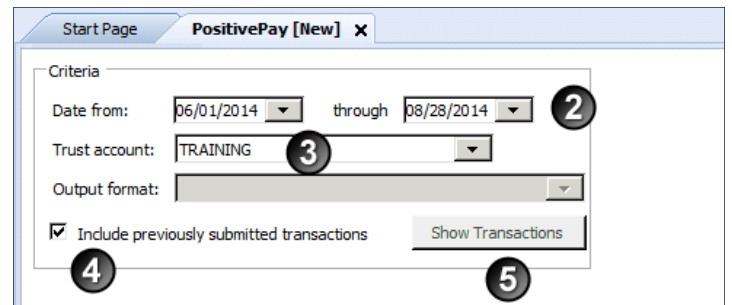 Start Page PositivePay [New] x
Criteria
Date from: 06/01/2014 through 08/28/2014 2
Trust account: TRAINING 3
Output format:
Include previously submitted transactions Show Transactions
4 5